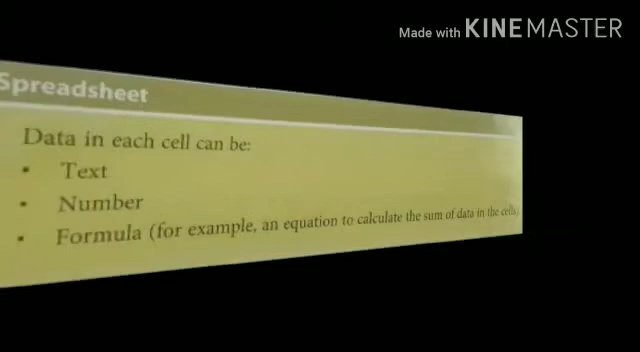 Made with KINEMASTER
Spreadsheet
Data in each cell can be:
• Text
• Number
• Formula (for example, an equation to calculate the sum of data in the cells).